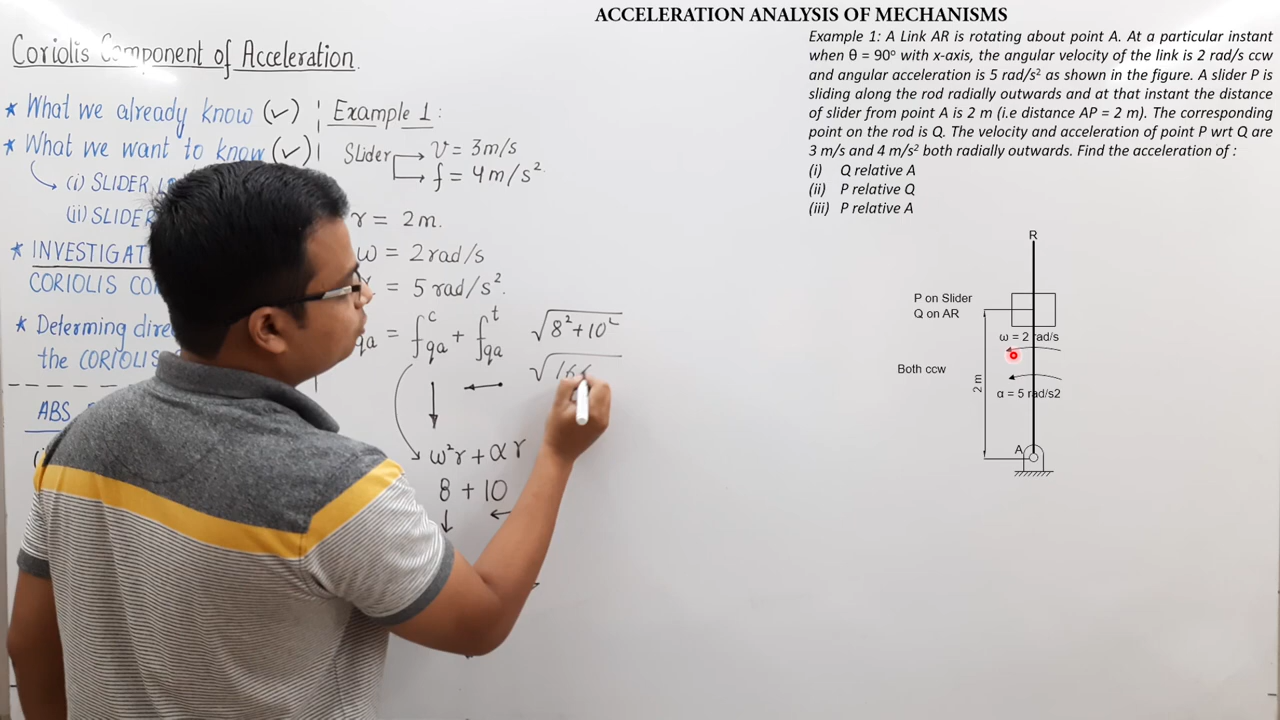 ACCELERATION ANALYSIS OF MECHANISMS
Coriolis Component of Acceleration
* What we already know (✓)
* What we want to know (✓)
(i) SLIDER
(ii) SLIDER
* INVESTIGAT
CORIOLIS CO
* Determing dire
the CORIOLIS
ABS
Example 1:
Slider v = 3m/s
f = 4m/s².
r = 2m.
ω = 2rad/s
= 5 rad/s².
qa = f^c_qa + f^t_qa
ω²r + αr
8 + 10
↓ ←
√8²+10²
Example 1: A Link AR is rotating about point A. At a particular instant
when θ = 90° with x-axis, the angular velocity of the link is 2 rad/s ccw
and angular acceleration is 5 rad/s² as shown in the figure. A slider P is
sliding along the rod radially outwards and at that instant the distance
of slider from point A is 2 m (i.e distance AP = 2 m). The corresponding
point on the rod is Q. The velocity and acceleration of point P wrt Q are
3 m/s and 4 m/s² both radially outwards. Find the acceleration of :
(i) Q relative A
(ii) P relative Q
(iii) P relative A
R
P on Slider
Q on AR
ω = 2 rad/s
Both ccw
2 m
α = 5 rad/s2
A